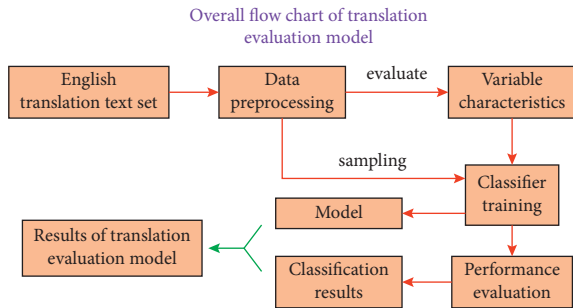 Overall flow chart of translation
evaluation model
English
translation text set
Data
preprocessing
evaluate
Variable
characteristics
sampling
Classifier
training
Model
Results of translation
evaluation model
Classification
results
Performance
evaluation